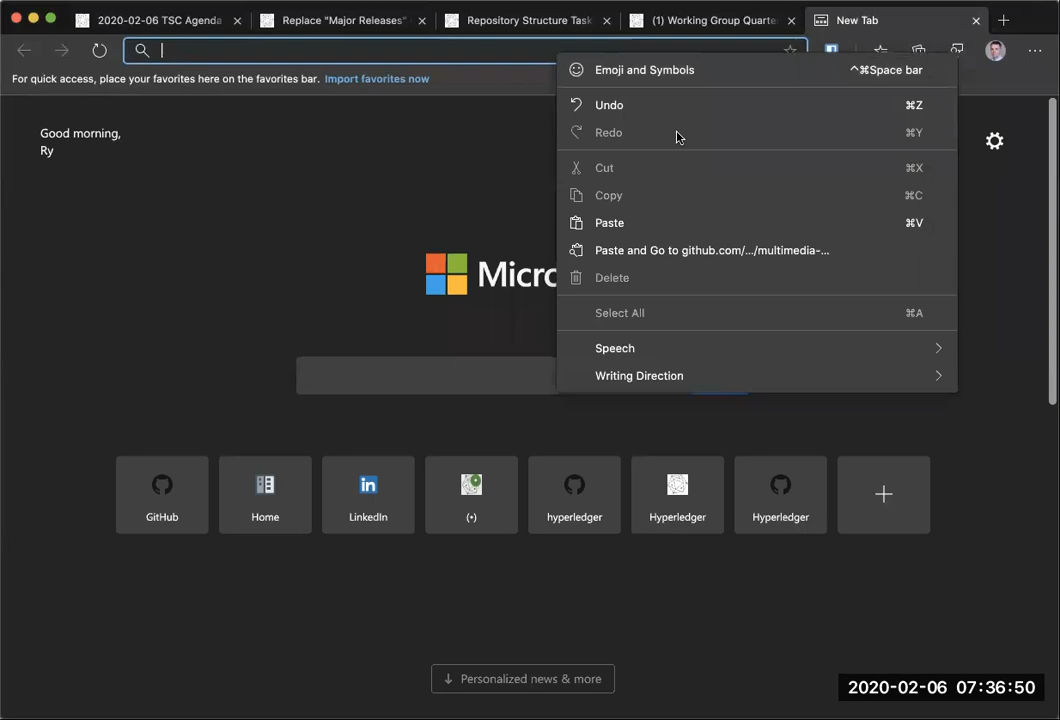 2020-02-06 TSC Agenda
Replace "Major Releases"
Repository Structure Task
(1) Working Group Quarte
New Tab
For quick access, place your favorites here on the favorites bar. Import favorites now
Emoji and Symbols ^⌘Space bar
Undo ⌘Z
Redo ⌘Y
Cut ⌘X
Copy ⌘C
Paste ⌘V
Paste and Go to github.com/.../multimedia-...
Delete
Select All ⌘A
Speech
Writing Direction
Good morning,
Ry
Micro
GitHub
Home
LinkedIn
(•)
hyperledger
Hyperledger
Hyperledger
Personalized news & more
2020-02-06 07:36:50